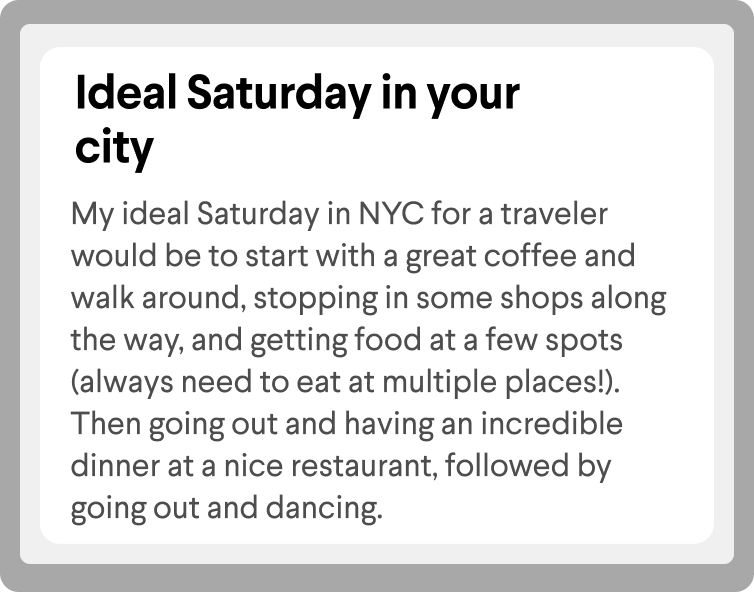 Ideal Saturday in your
city
My ideal Saturday in NYC for a traveler
would be to start with a great coffee and
walk around, stopping in some shops along
the way, and getting food at a few spots
(always need to eat at multiple places!).
Then going out and having an incredible
dinner at a nice restaurant, followed by
going out and dancing.